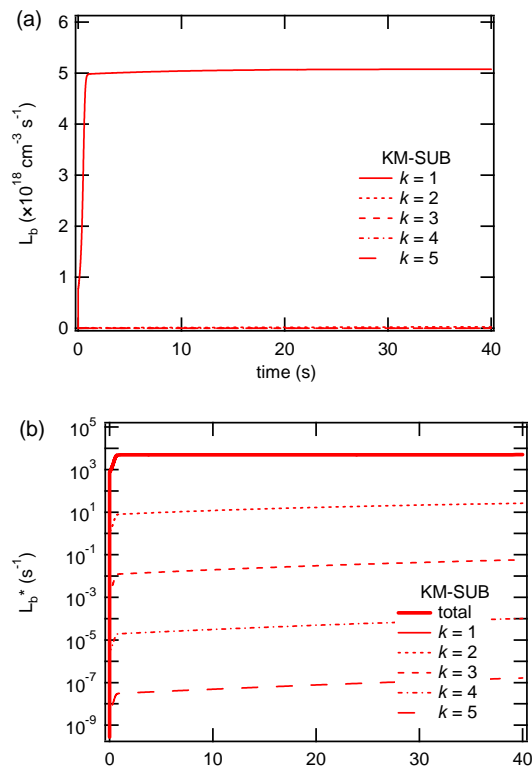 (a)
6
5
4
3
2
1
0
L_b (×10^18 cm^-3 s^-1)
KM-SUB
k = 1
k = 2
k = 3
k = 4
k = 5
0 10 20 30 40
time (s)
(b)
10^5
10^3
10^1
10^-1
10^-3
10^-5
10^-7
10^-9
L_b* (s^-1)
KM-SUB
total
k = 1
k = 2
k = 3
k = 4
k = 5
0 10 20 30 40